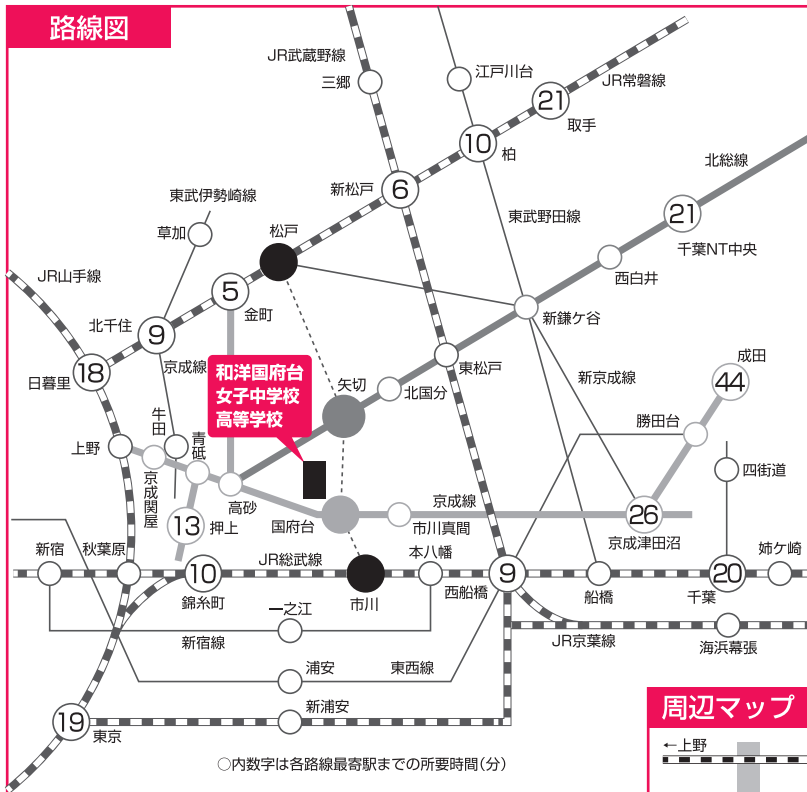 路線図
JR武蔵野線
三郷
江戸川台
JR常磐線
21
取手
10
柏
北総線
新松戸
6
東武伊勢崎線
草加
松戸
東武野田線
21
千葉NT中央
西白井
JR山手線
5
金町
新鎌ケ谷
北千住
9
京成線
18
日暮里
和洋国府台
女子中学校
高等学校
矢切
北国分
東松戸
新京成線
成田
44
勝田台
牛田
青砥
上野
京成関屋
高砂
四街道
13
押上
国府台
市川真間
京成線
26
京成津田沼
新宿
秋葉原
10
錦糸町
JR総武線
市川
本八幡
西船橋
9
船橋
20
千葉
姉ケ崎
一之江
新宿線
JR京葉線
海浜幕張
浦安
東西線
19
東京
新浦安
○内数字は各路線最寄駅までの所要時間(分)
周辺マップ
←上野